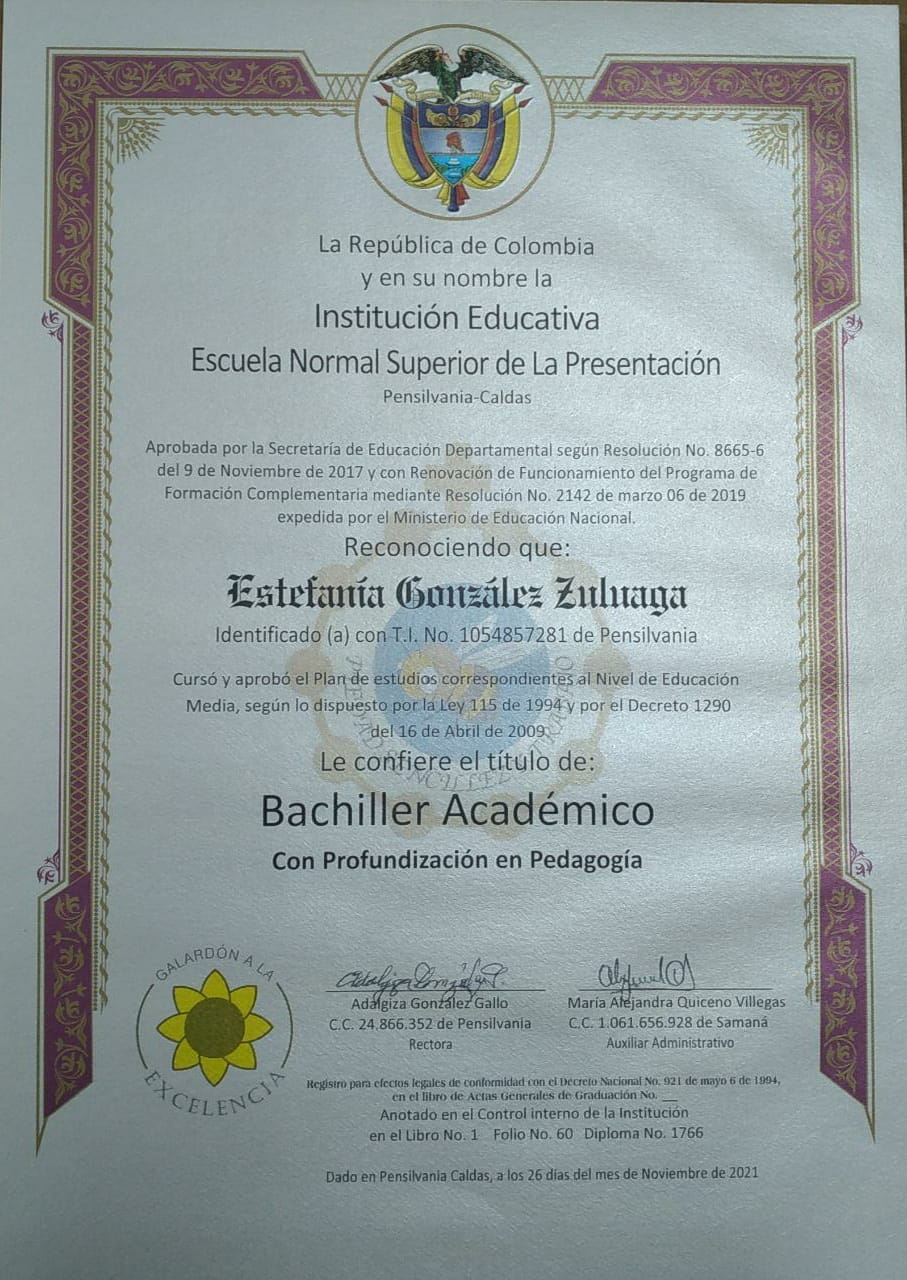 La República de Colombia
y en su nombre la
Institución Educativa
Escuela Normal Superior de La Presentación
Pensilvania-Caldas
Aprobada por la Secretaría de Educación Departamental según Resolución No. 8665-6
del 9 de Noviembre de 2017 y con Renovación de Funcionamiento del Programa de
Formación Complementaria mediante Resolución No. 2142 de marzo 06 de 2019
expedida por el Ministerio de Educación Nacional.
Reconociendo que:
Estefanía González Zuluaga
Identificado (a) con T.I. No. 1054857281 de Pensilvania
Cursó y aprobó el Plan de estudios correspondientes al Nivel de Educación
Media, según lo dispuesto por la Ley 115 de 1994 y por el Decreto 1290
del 16 de Abril de 2009
Le confiere el título de:
Bachiller Académico
Con Profundización en Pedagogía
GALARDÓN A LA
EXCELENCIA
Adalgiza González Gallo
C.C. 24.866.352 de Pensilvania
Rectora
María Alejandra Quiceno Villegas
C.C. 1.061.656.928 de Samaná
Auxiliar Administrativo
Registro para efectos legales de conformidad con el Decreto Nacional No. 921 de mayo 6 de 1994,
en el libro de Actas Generales de Graduación No. __
Anotado en el Control interno de la Institución
en el Libro No. 1 Folio No. 60 Diploma No. 1766
Dado en Pensilvania Caldas, a los 26 días del mes de Noviembre de 2021